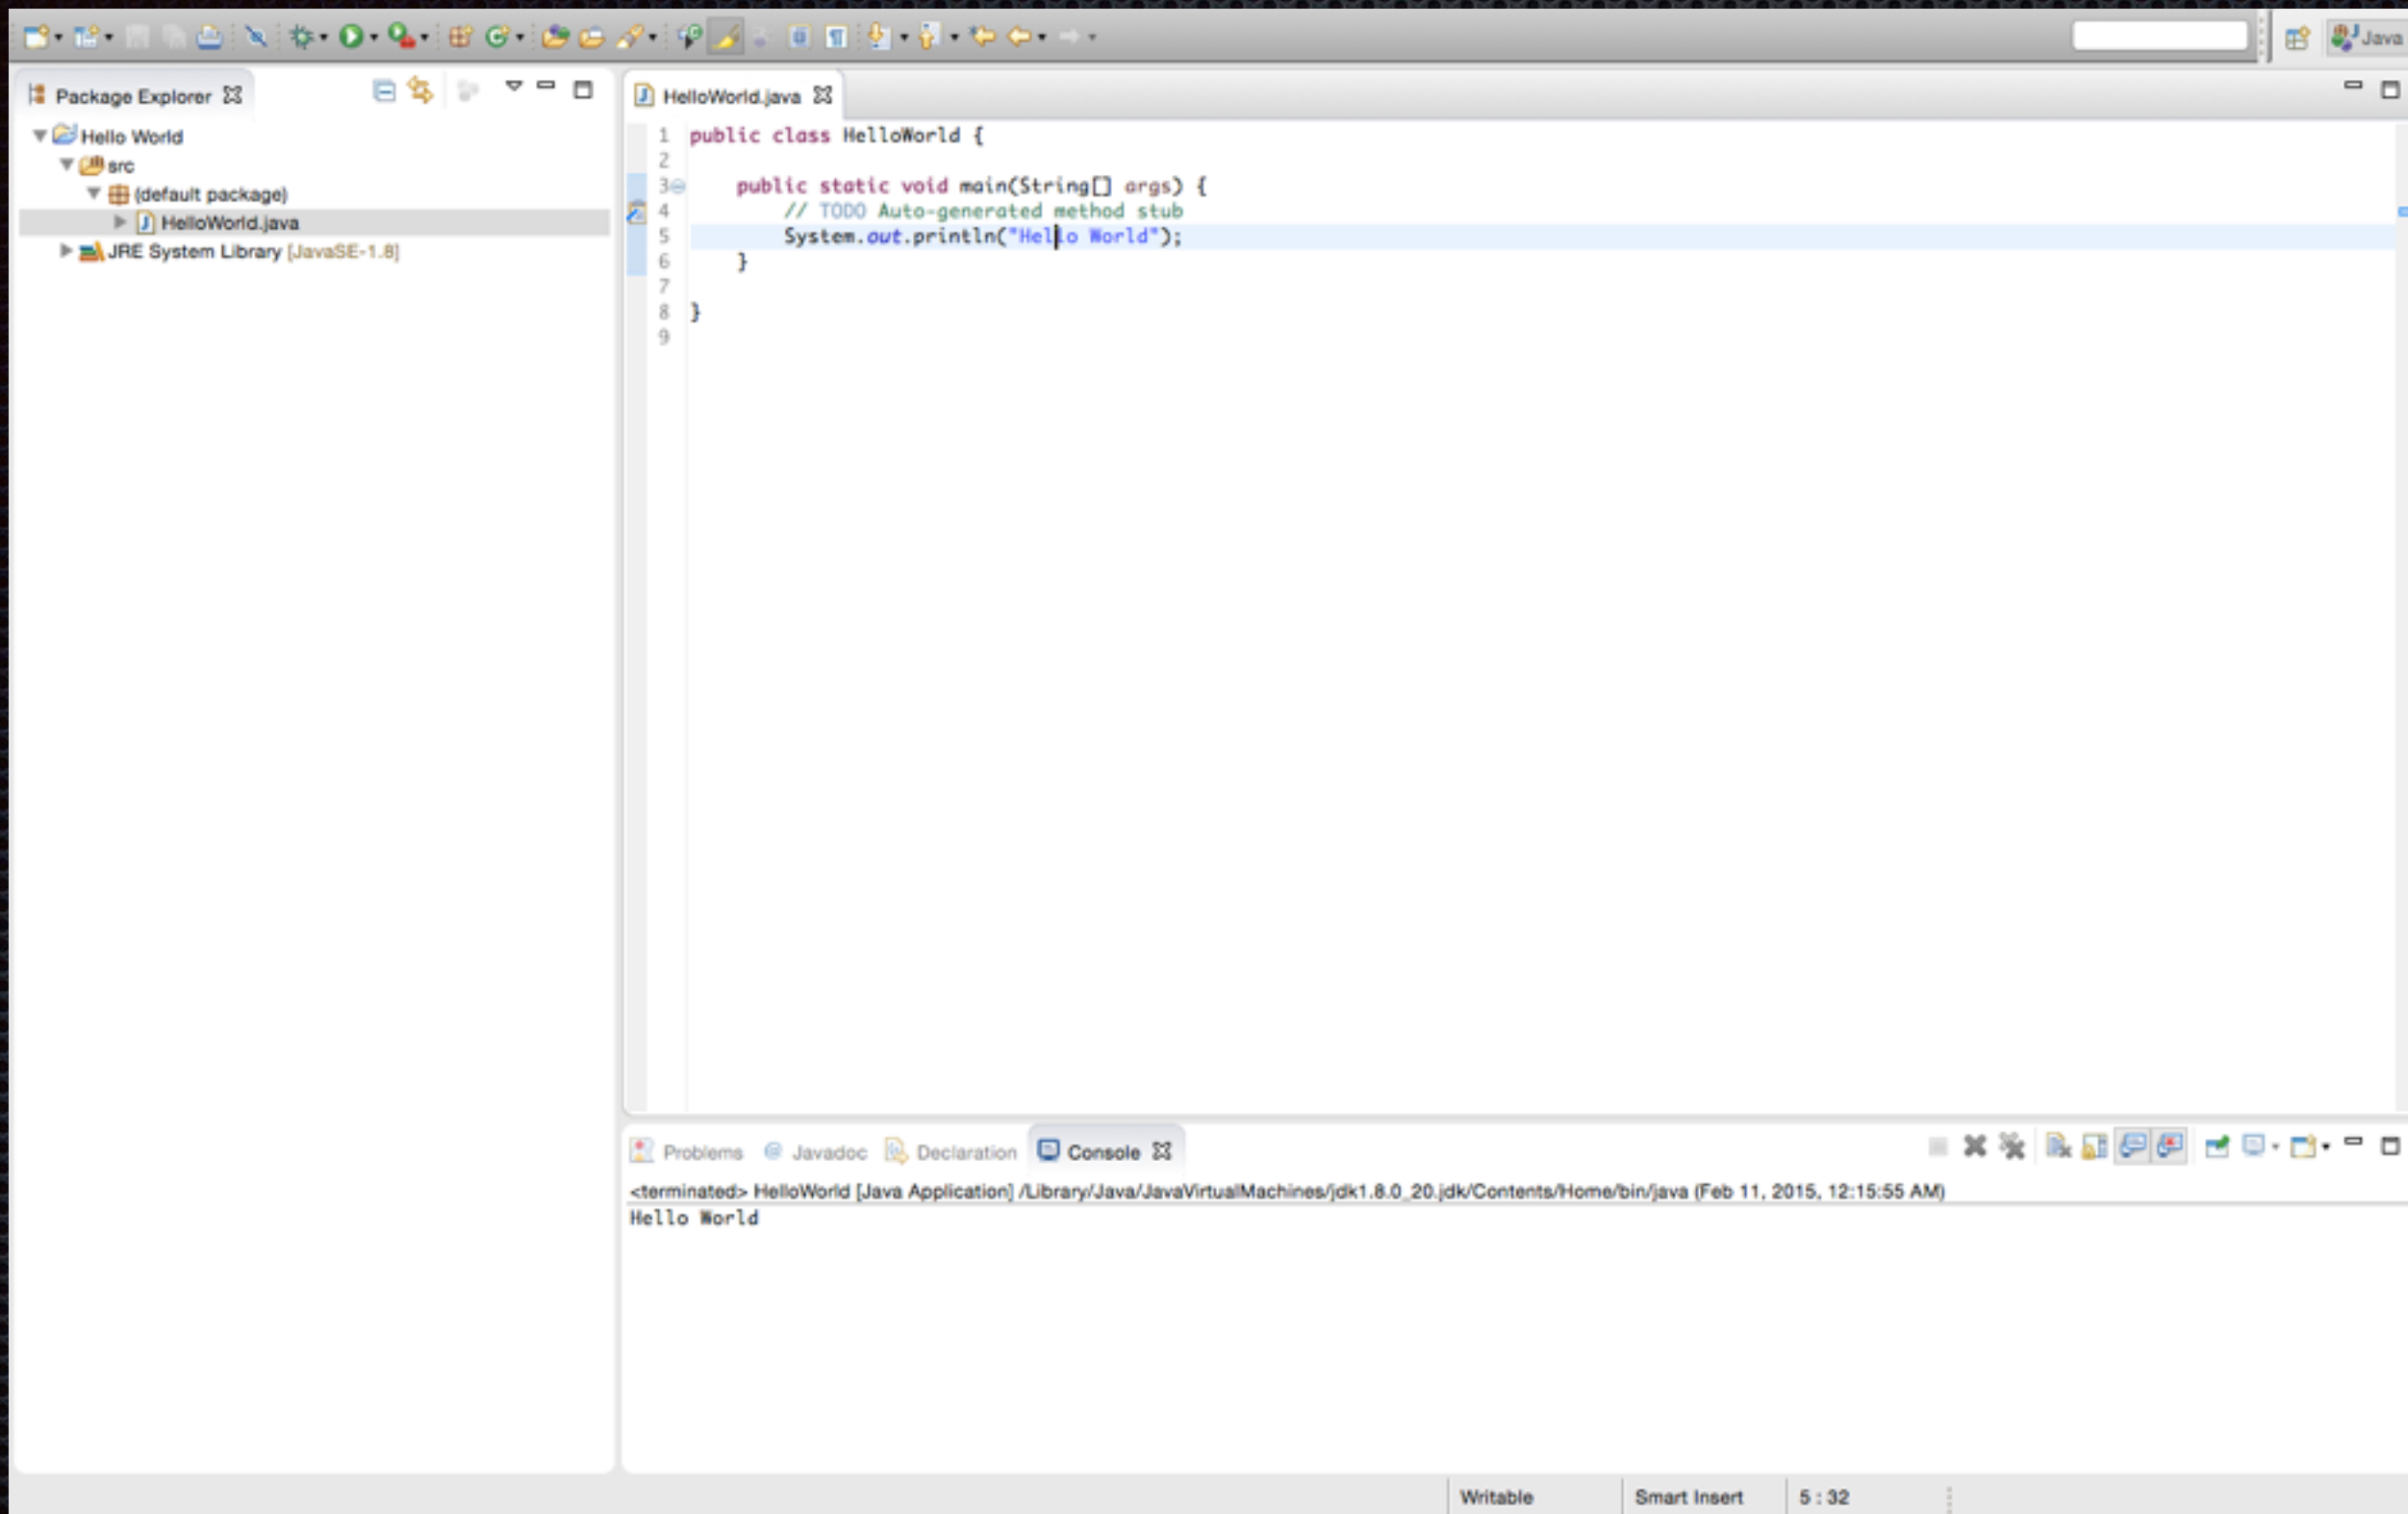 Java
Package Explorer
Hello World
src
(default package)
HelloWorld.java
JRE System Library [JavaSE-1.8]
HelloWorld.java
1 public class HelloWorld {
2
3 public static void main(String[] args) {
4 // TODO Auto-generated method stub
5 System.out.println("Hello World");
6 }
7
8 }
9
Problems @ Javadoc Declaration Console
<terminated> HelloWorld [Java Application] /Library/Java/JavaVirtualMachines/jdk1.8.0_20.jdk/Contents/Home/bin/java (Feb 11, 2015, 12:15:55 AM)
Hello World
Writable Smart Insert 5 : 32